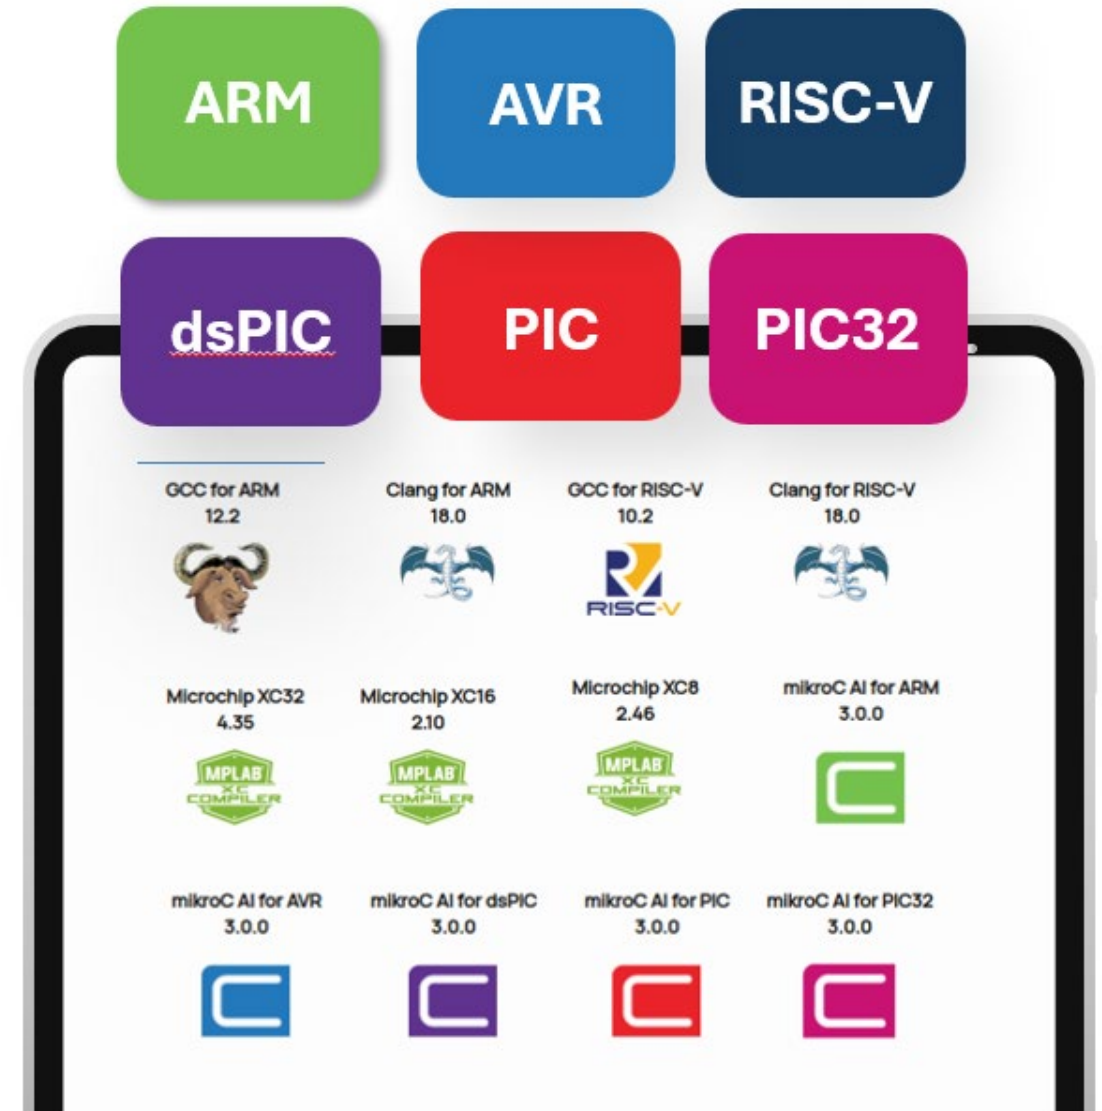 ARM
AVR
RISC-V
dsPIC
PIC
PIC32
GCC for ARM
12.2
Clang for ARM
18.0
GCC for RISC-V
10.2
RISC-V
Clang for RISC-V
18.0
Microchip XC32
4.35
MPLAB
XC
COMPILER
Microchip XC16
2.10
MPLAB
XC
COMPILER
Microchip XC8
2.46
MPLAB
XC
COMPILER
mikroC AI for ARM
3.0.0
mikroC AI for AVR
3.0.0
mikroC AI for dsPIC
3.0.0
mikroC AI for PIC
3.0.0
mikroC AI for PIC32
3.0.0